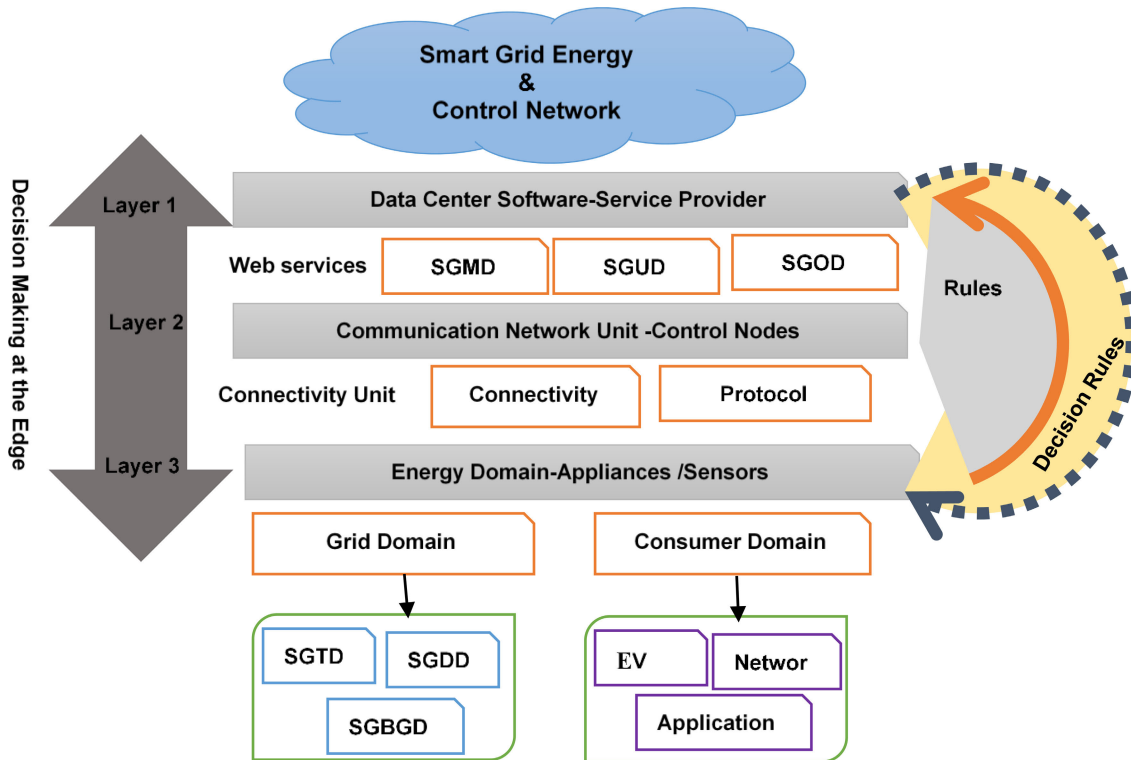 Smart Grid Energy
&
Control Network
Decision Making at the Edge
Layer 1
Data Center Software-Service Provider
Web services
SGMD
SGUD
SGOD
Rules
Layer 2
Communication Network Unit -Control Nodes
Connectivity Unit
Connectivity
Protocol
Decision Rules
Layer 3
Energy Domain-Appliances /Sensors
Grid Domain
Consumer Domain
SGTD
SGDD
SGBGD
EV
Networ
Application